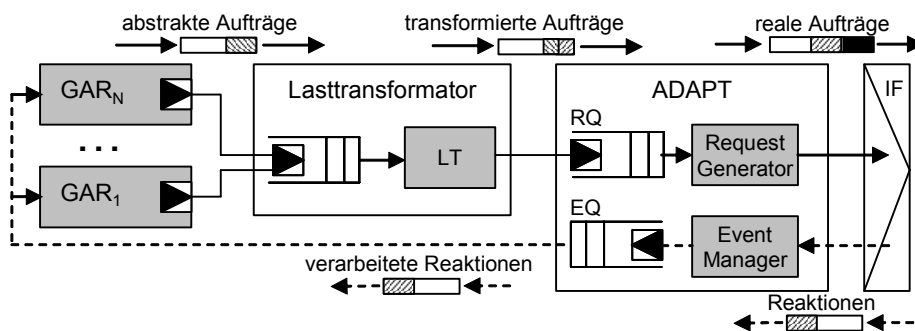 abstrakte Aufträge
transformierte Aufträge
reale Aufträge
GAR_N
...
GAR_1
Lasttransformator
LT
ADAPT
RQ
Request
Generator
EQ
Event
Manager
IF
verarbeitete Reaktionen
Reaktionen